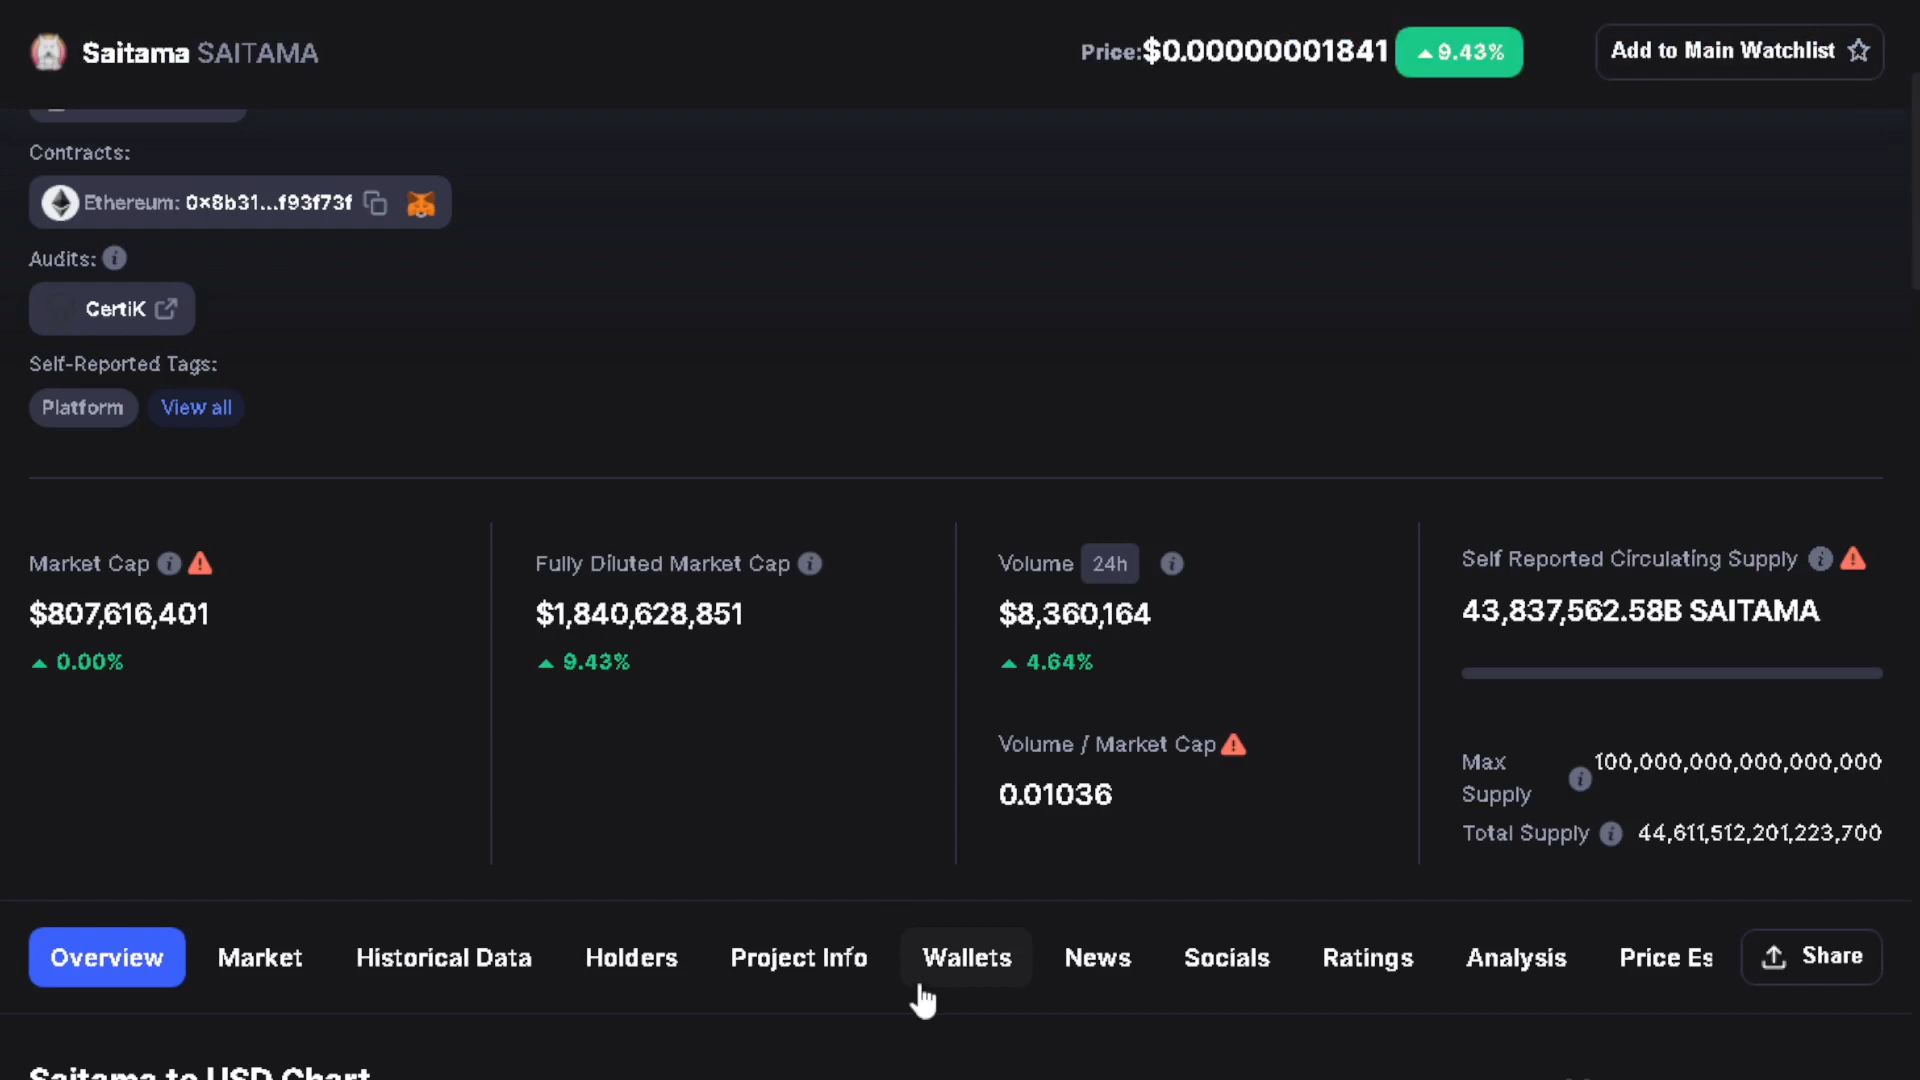 Saitama SAITAMA
Price:$0.00000001841 9.43%
Add to Main Watchlist
Contracts:
Ethereum: 0x8b31...f93f73f
Audits:
CertiK
Self-Reported Tags:
Platform View all
Market Cap
$807,616,401
0.00%
Fully Diluted Market Cap
$1,840,628,851
9.43%
Volume 24h
$8,360,164
4.64%
Volume / Market Cap
0.01036
Self Reported Circulating Supply
43,837,562.58B SAITAMA
Max Supply 100,000,000,000,000,000
Total Supply 44,611,512,201,223,700
Overview Market Historical Data Holders Project Info Wallets News Socials Ratings Analysis Price Es Share
Saitama to USD Chart